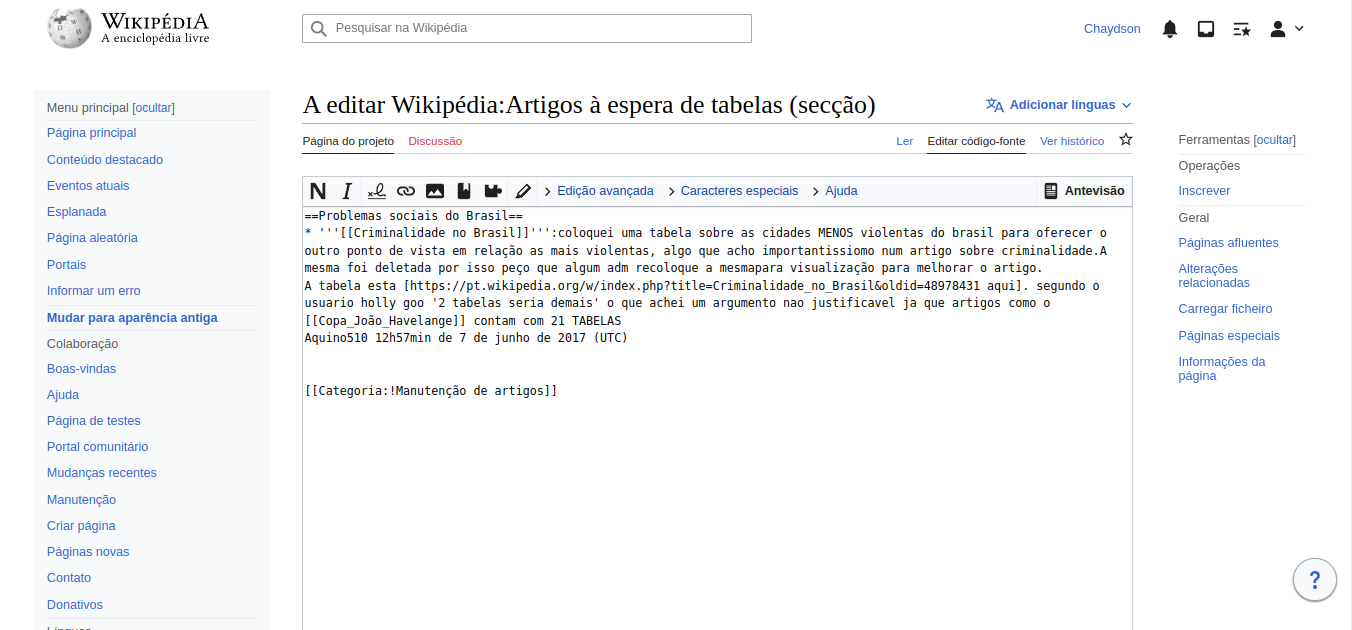 WIKIPÉDIA
A enciclopédia livre
Pesquisar na Wikipédia
Chaydson
Menu principal [ocultar]
Página principal
Conteúdo destacado
Eventos atuais
Esplanada
Página aleatória
Portais
Informar um erro
Mudar para aparência antiga
Colaboração
Boas-vindas
Ajuda
Página de testes
Portal comunitário
Mudanças recentes
Manutenção
Criar página
Páginas novas
Contato
Donativos
Línguas
A editar Wikipédia:Artigos à espera de tabelas (secção)
Adicionar línguas
Página do projeto Discussão
Ler Editar código-fonte Ver histórico
N I Edição avançada Caracteres especiais Ajuda Antevisão
==Problemas sociais do Brasil==
* '''[[Criminalidade no Brasil]]''':coloquei uma tabela sobre as cidades MENOS violentas do brasil para oferecer o
outro ponto de vista em relação as mais violentas, algo que acho importantissiomo num artigo sobre criminalidade.A
mesma foi deletada por isso peço que algum adm recoloque a mesmapara visualização para melhorar o artigo.
A tabela esta [https://pt.wikipedia.org/w/index.php?title=Criminalidade_no_Brasil&oldid=48978431 aqui]. segundo o
usuario holly goo '2 tabelas seria demais' o que achei um argumento nao justificavel ja que artigos como o
[[Copa_João_Havelange]] contam com 21 TABELAS
Aquino510 12h57min de 7 de junho de 2017 (UTC)
[[Categoria:!Manutenção de artigos]]
Ferramentas [ocultar]
Operações
Inscrever
Geral
Páginas afluentes
Alterações
relacionadas
Carregar ficheiro
Páginas especiais
Informações da
página
?